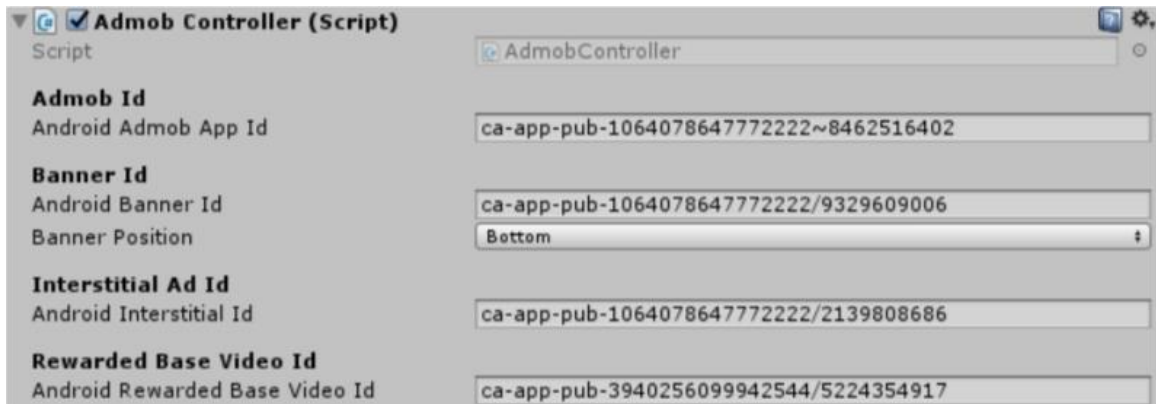 Admob Controller (Script)
Script AdmobController
Admob Id
Android Admob App Id ca-app-pub-1064078647772222~8462516402
Banner Id
Android Banner Id ca-app-pub-1064078647772222/9329609006
Banner Position Bottom
Interstitial Ad Id
Android Interstitial Id ca-app-pub-1064078647772222/2139808686
Rewarded Base Video Id
Android Rewarded Base Video Id ca-app-pub-3940256099942544/5224354917